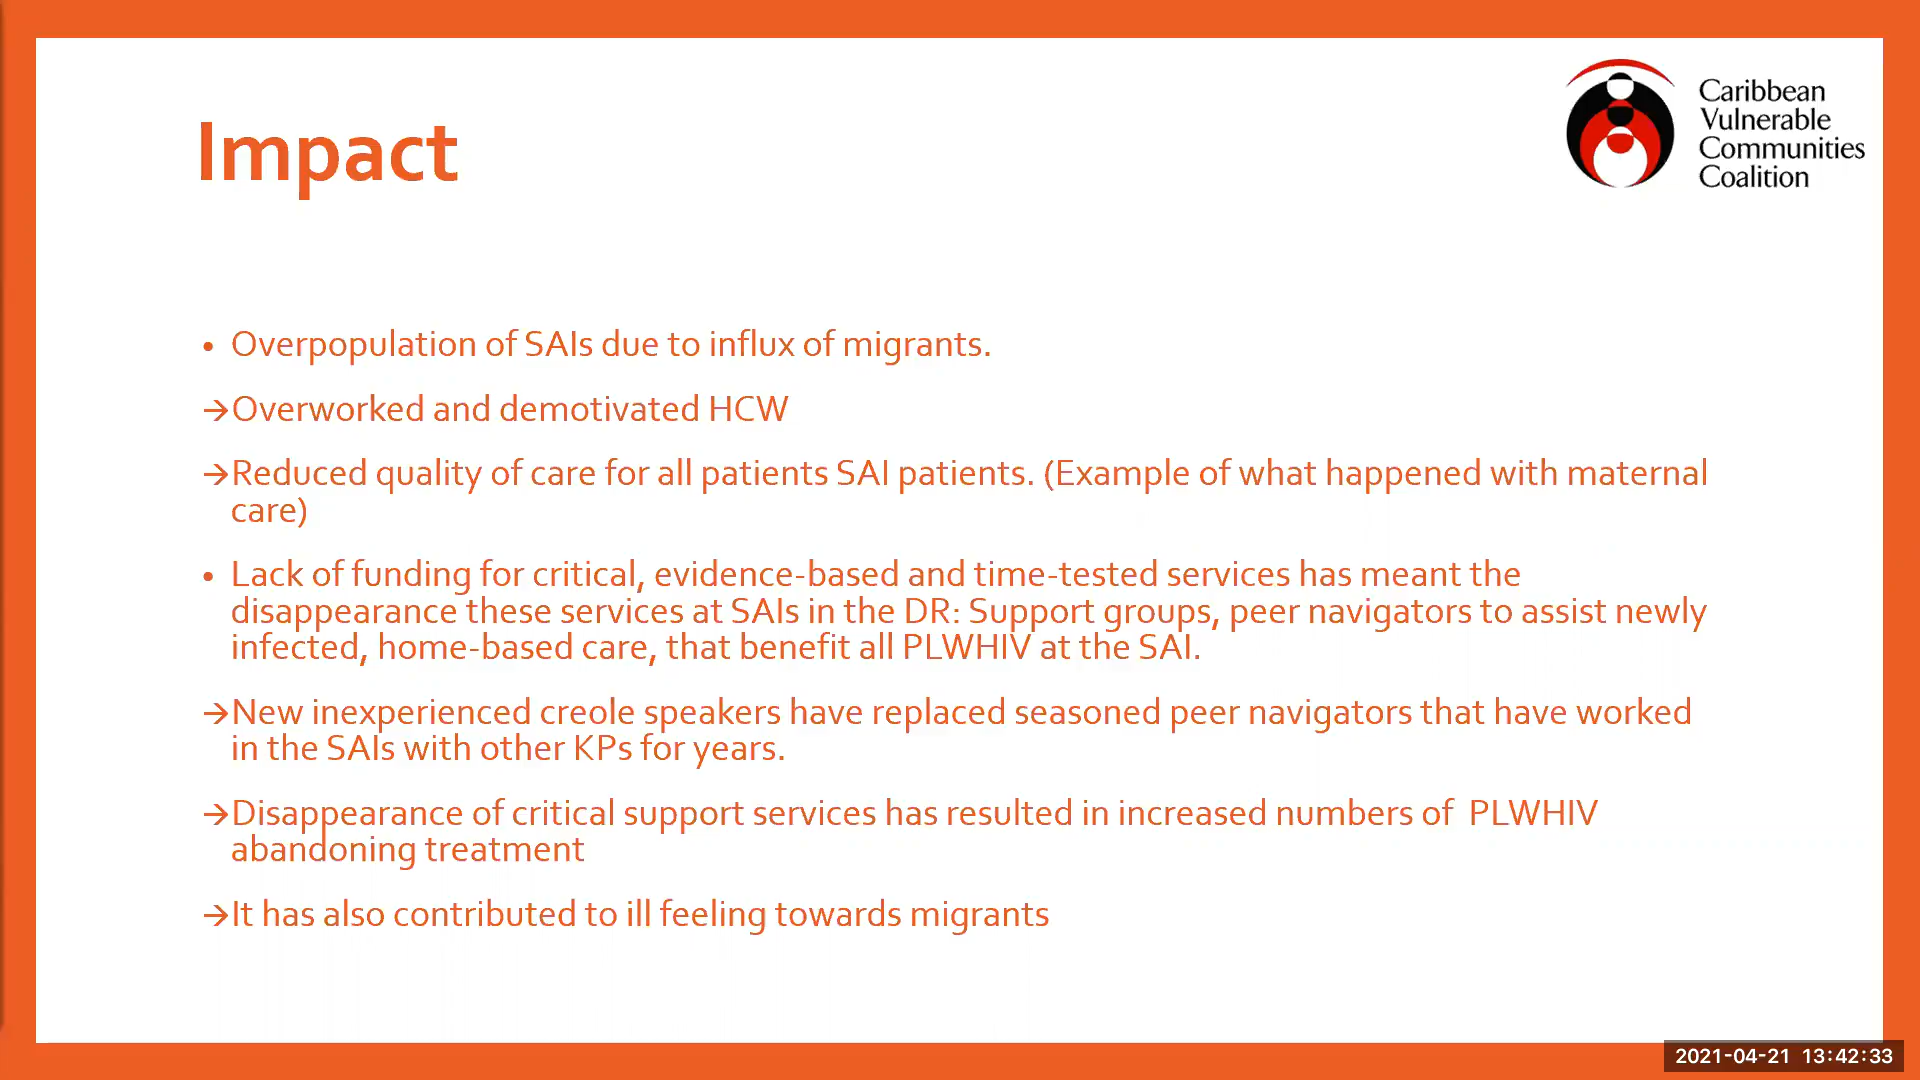 Impact
Caribbean
Vulnerable
Communities
Coalition
• Overpopulation of SAIs due to influx of migrants.
→Overworked and demotivated HCW
→Reduced quality of care for all patients SAI patients. (Example of what happened with maternal
care)
• Lack of funding for critical, evidence-based and time-tested services has meant the
disappearance these services at SAIs in the DR: Support groups, peer navigators to assist newly
infected, home-based care, that benefit all PLWHIV at the SAI.
→New inexperienced creole speakers have replaced seasoned peer navigators that have worked
in the SAIs with other KPs for years.
→Disappearance of critical support services has resulted in increased numbers of PLWHIV
abandoning treatment
→It has also contributed to ill feeling towards migrants
2021-04-21 13:42:33